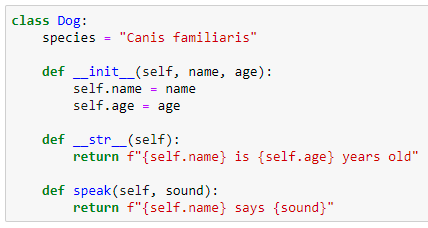 class Dog:
    species = "Canis familiaris"

    def __init__(self, name, age):
        self.name = name
        self.age = age

    def __str__(self):
        return f"{self.name} is {self.age} years old"

    def speak(self, sound):
        return f"{self.name} says {sound}"